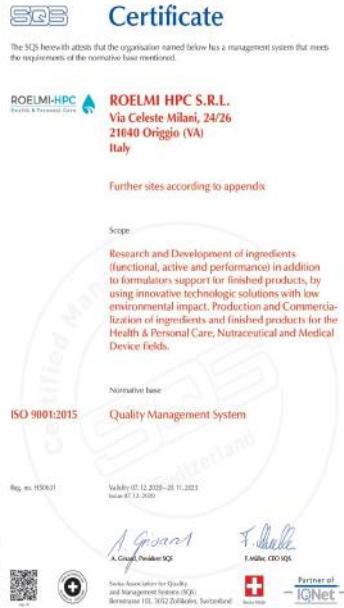 SQS
Certificate
The SQS herewith attests that the organisation named below has a management system that meets
the requirements of the normative base mentioned.
ROELMI-HPC
Health & Personal Care
ROELMI HPC S.R.L.
Via Celeste Milani, 24/26
21040 Origgio (VA)
Italy
Further sites according to appendix
Scope
Research and Development of ingredients
(functional, active and performance) in addition
to formulators support for finished products, by
using innovative technologic solutions with low
environmental impact. Production and Commercia-
lization of ingredients and finished products for the
Health & Personal Care, Nutraceutical and Medical
Device fields.
Normative base
ISO 9001:2015
Quality Management System
Reg. no. H50631
Validity 07. 12. 2020–
Issue 07. 12. 2020
President SQS
F. Müller, CEO SQS
Swiss Association for Quality
and Management Systems (SQS)
Bernstrasse 103, 3052 Zollikofen, Switzerland
Partner of
IQNet